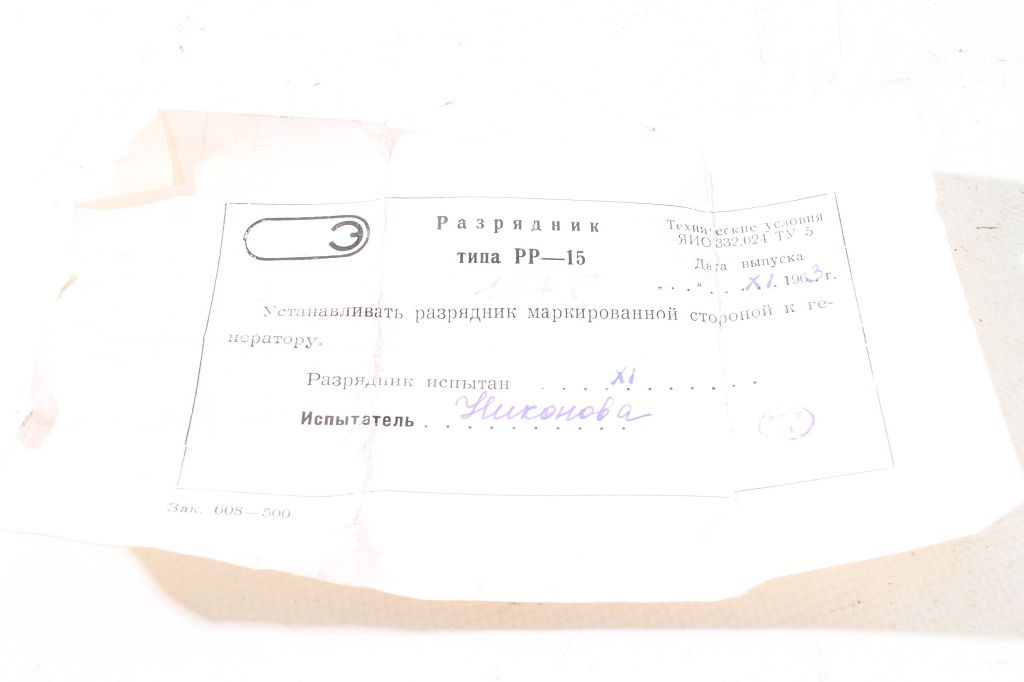 Э
Разрядник
типа РР—15
Технические условия
ЯИО 332.024 ТУ 5
Дата выпуска
„ . . “ . . . XI . 1963 г.
Устанавливать разрядник маркированной стороной к ге-
нератору.
Разрядник испытан . . . . XI . . . . . . .
Испытатель . . Никонова
Зак. 608—500